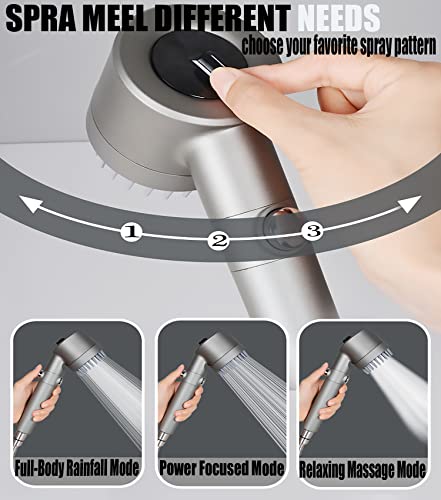 SPRA MEEL DIFFERENT NEEDS
choose your favorite spray pattern
1 2 3
Full-Body Rainfall Mode
Power Focused Mode
Relaxing Massage Mode